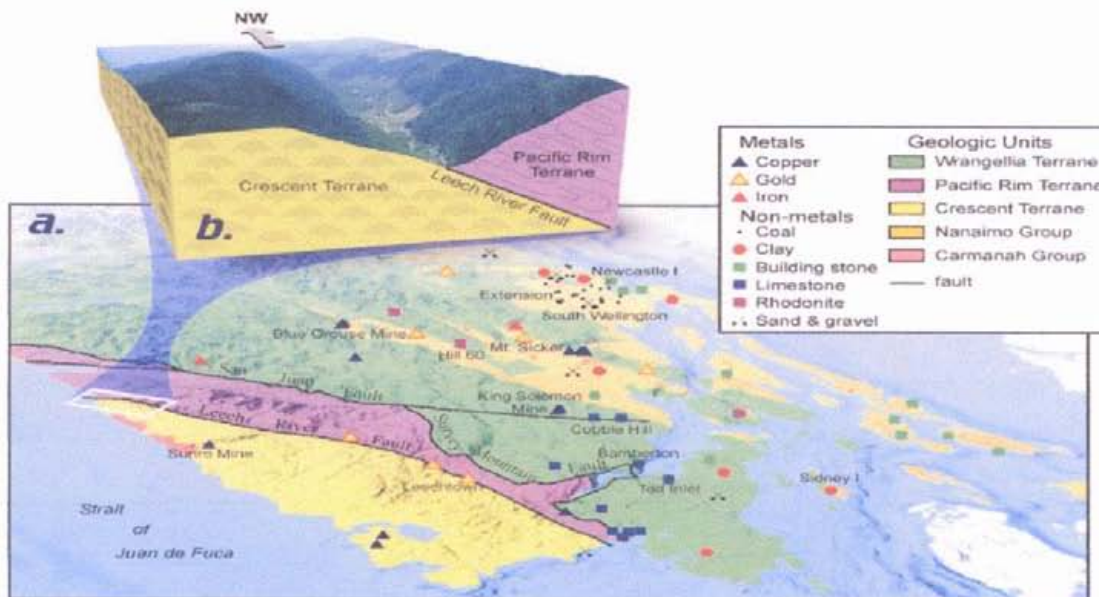 NW
Crescent Terrane
Pacific Rim
Terrane
Leech River Fault
a.
b.
Metals
Copper
Gold
Iron
Non-metals
Coal
Clay
Building stone
Limestone
Rhodonite
Sand & gravel
Geologic Units
Wrangellia Terrane
Pacific Rim Terrane
Crescent Terrane
Nanaimo Group
Carmanah Group
fault
Newcastle I
Extension
South Wellington
Blue Grouse Mine
Hill 60
Mt. Sicker
San Juan Fault
King Solomon
Mine
Cobble Hill
Leech River Fault
Survey Mountain Fault
Sunro Mine
Bamberton
Leechtown
Tod Inlet
Sidney I
Strait
of
Juan de Fuca